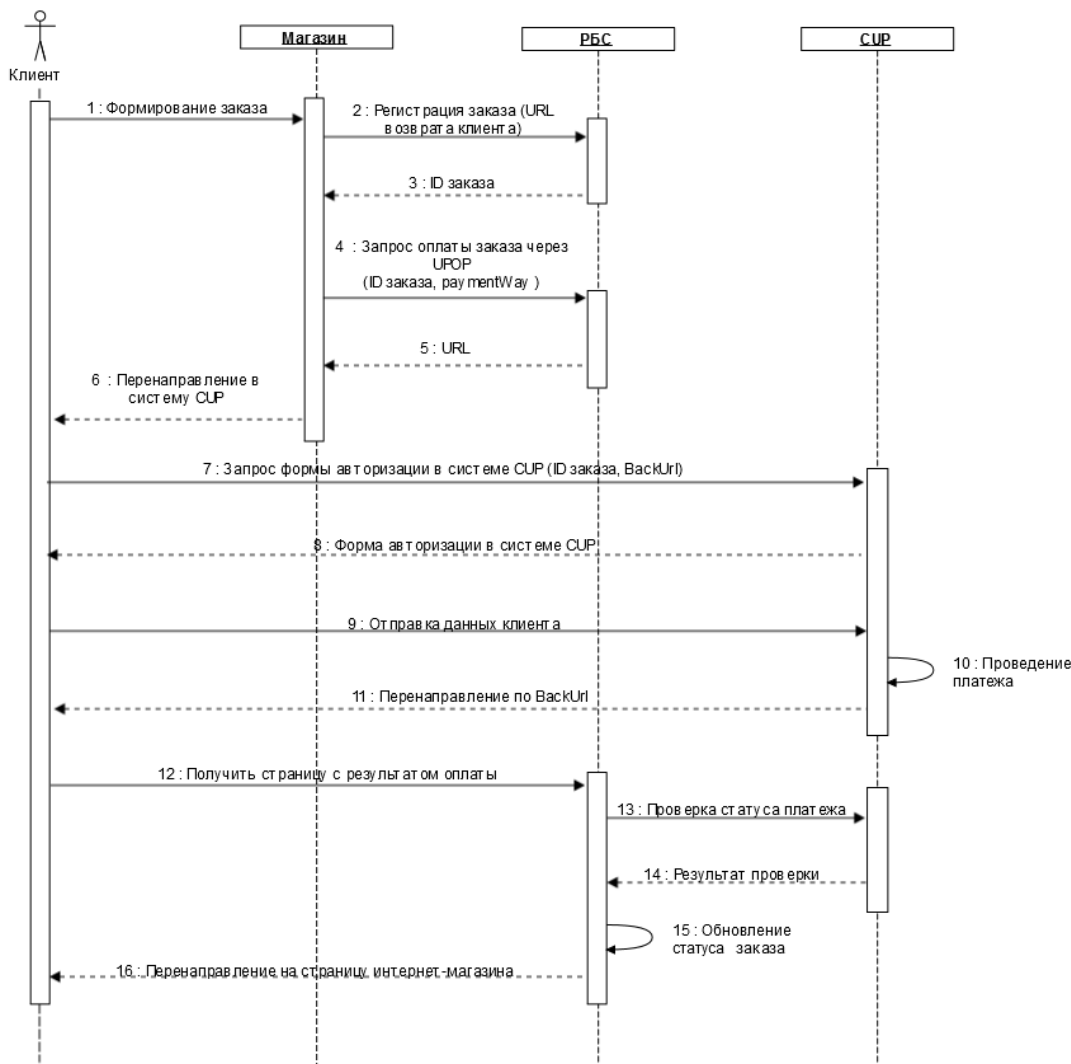 Магазин
РБС
CUP
Клиент
1 : Формирование заказа
2 : Регистрация заказа (URL
возврата клиента)
3 : ID заказа
4 : Запрос оплаты заказа через
UPOP
(ID заказа, paymentWay )
5 : URL
6 : Перенаправление в
систему CUP
7 : Запрос формы авторизации в системе CUP (ID заказа, BackUrl)
8 : Форма авторизации в системе CUP
9 : Отправка данных клиента
10 : Проведение
платежа
11 : Перенаправление по BackUrl
12 : Получить страницу с результатом оплаты
13 : Проверка статуса платежа
14 : Результат проверки
15 : Обновление
статуса заказа
16 : Перенаправление на страницу интернет-магазина